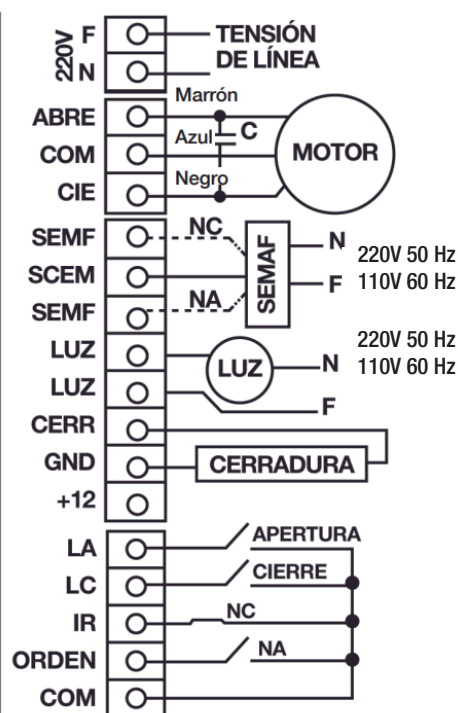 220V F TENSIÓN
N DE LÍNEA
Marrón
ABRE
Azul C
COM MOTOR
Negro
CIE
SEMF NC
N
220V 50 Hz
SCEM SEMAF
F 110V 60 Hz
NA
SEMF
220V 50 Hz
LUZ LUZ N 110V 60 Hz
LUZ F
CERR
GND CERRADURA
+12
APERTURA
LA
CIERRE
LC
NC
IR
NA
ORDEN
COM